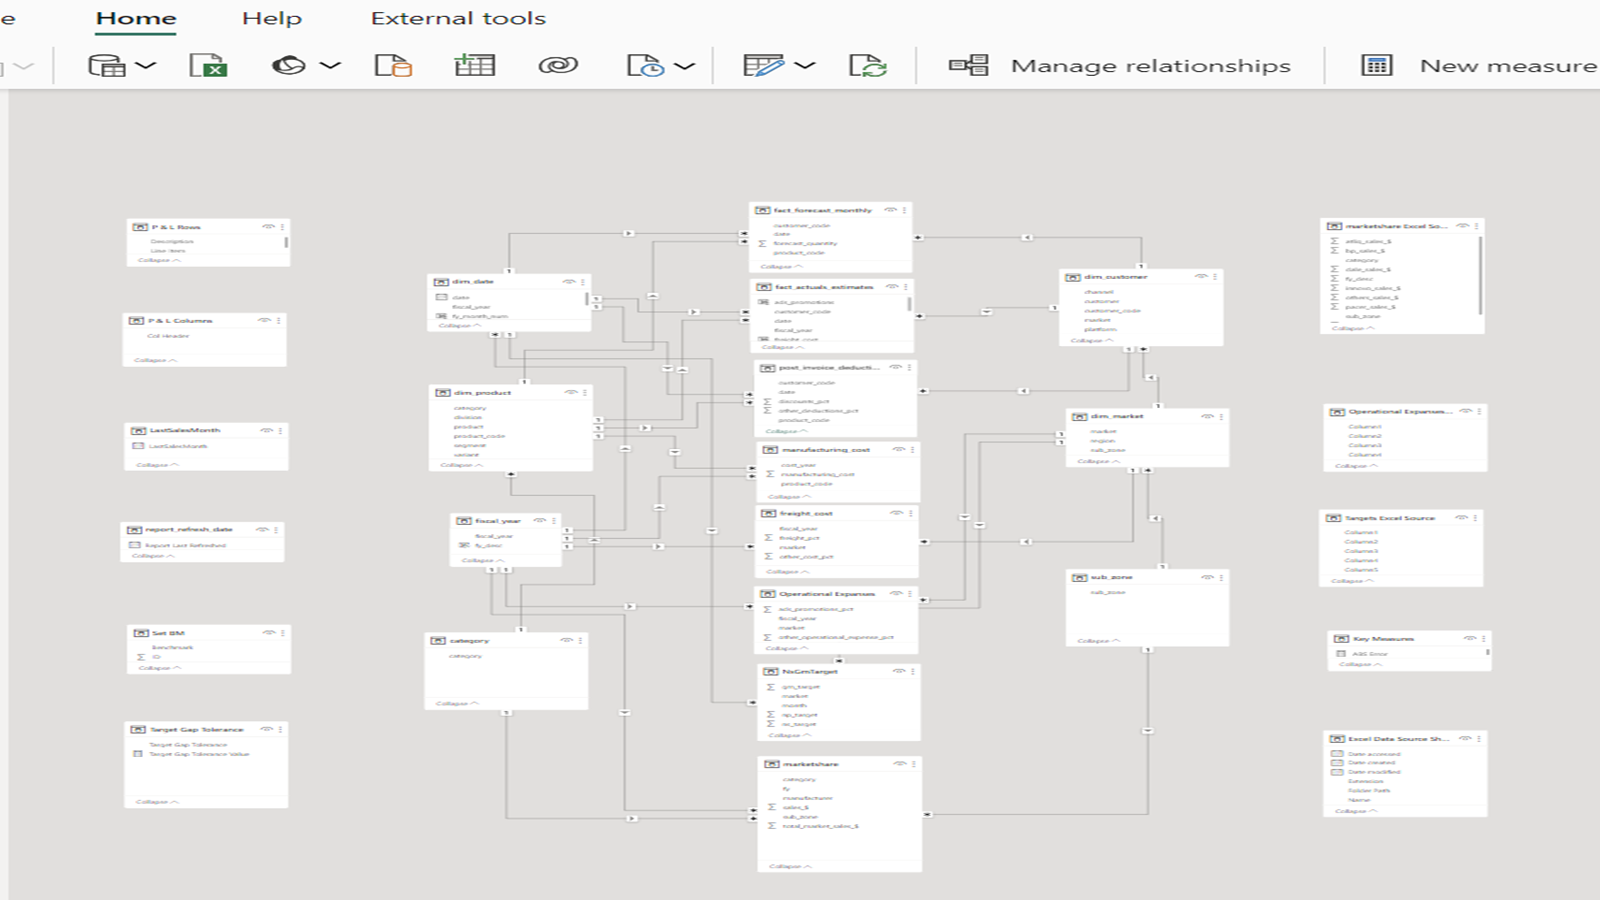 e
Home
Help
External tools
Manage relationships
New measure
P & L Rows
Description
Line Item
Collapse
P & L Columns
Col Header
Collapse
LastSalesMonth
LastSalesMonth
Collapse
report_refresh_date
Report Last Refreshed
Collapse
Set BM
Benchmark
ID
Collapse
Target Gap Tolerance
Target Gap Tolerance
Target Gap Tolerance Value
Collapse
dim_date
date
fiscal_year
fy_month_num
Collapse
dim_product
category
division
product
product_code
segment
variant
Collapse
fiscal_year
fiscal_year
fy_desc
Collapse
category
category
Collapse
fact_forecast_monthly
customer_code
date
forecast_quantity
product_code
Collapse
fact_actuals_estimates
ads_promotions
customer_code
date
fiscal_year
freight_cost
Collapse
post_invoice_deducti...
customer_code
date
discounts_pct
other_deductions_pct
product_code
Collapse
manufacturing_cost
cost_year
manufacturing_cost
product_code
Collapse
freight_cost
fiscal_year
freight_pct
market
other_cost_pct
Collapse
Operational Expanses
ads_promotions_pct
fiscal_year
market
other_operational_expense_pct
Collapse
NsGmTarget
gm_target
market
month
np_target
ns_target
Collapse
marketshare
category
fy
manufacturer
sales_$
sub_zone
total_market_sales_$
Collapse
dim_customer
channel
customer
customer_code
market
platform
Collapse
dim_market
market
region
sub_zone
Collapse
sub_zone
sub_zone
Collapse
marketshare Excel So...
atliq_sales_$
bp_sales_$
category
dale_sales_$
fy_desc
innovo_sales_$
others_sales_$
pacer_sales_$
sub_zone
Collapse
Operational Expanses...
Column1
Column2
Column3
Column4
Collapse
Targets Excel Source
Column1
Column2
Column3
Column4
Column5
Collapse
Key Measures
ABS Error
Collapse
Excel Data Source Sh...
Date accessed
Date created
Date modified
Extension
Folder Path
Name
Collapse